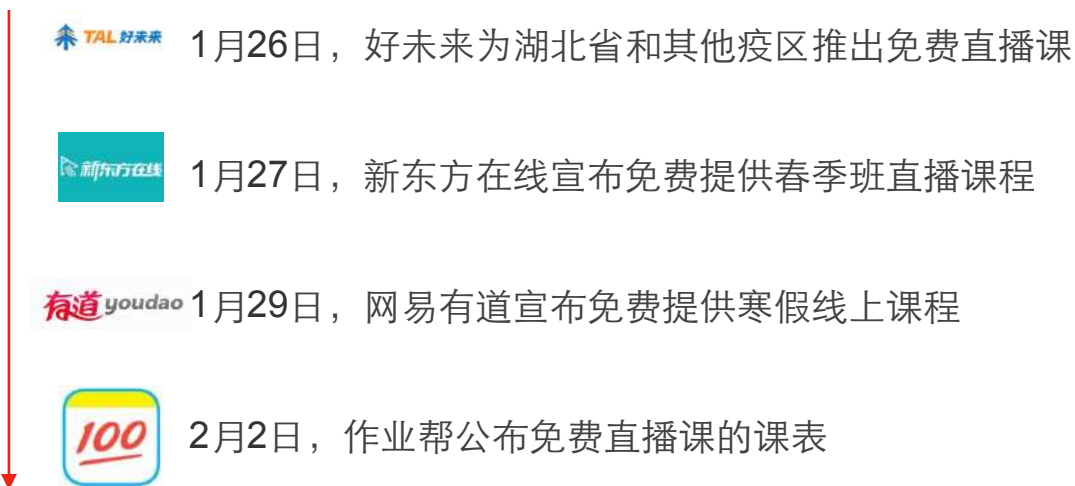 TAL 好未来
1月26日，好未来为湖北省和其他疫区推出免费直播课
新东方在线
1月27日，新东方在线宣布免费提供春季班直播课程
有道 youdao
1月29日，网易有道宣布免费提供寒假线上课程
100
2月2日，作业帮公布免费直播课的课表